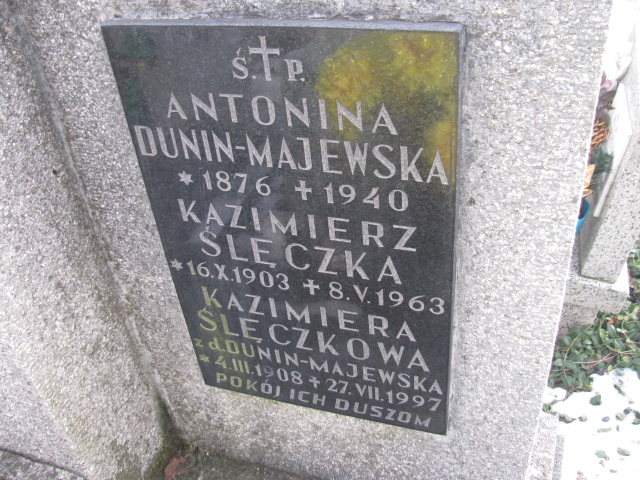 Ś.†P.
ANTONINA
DUNIN-MAJEWSKA
* 1876 + 1940
KAZIMIERZ
ŚLĘCZKA
* 16.X.1903 + 8.V.1963
KAZIMIERA
ŚLĘCZKOWA
z d. DUNIN-MAJEWSKA
* 4.III.1908 + 27.VII.1997
POKÓJ ICH DUSZOM